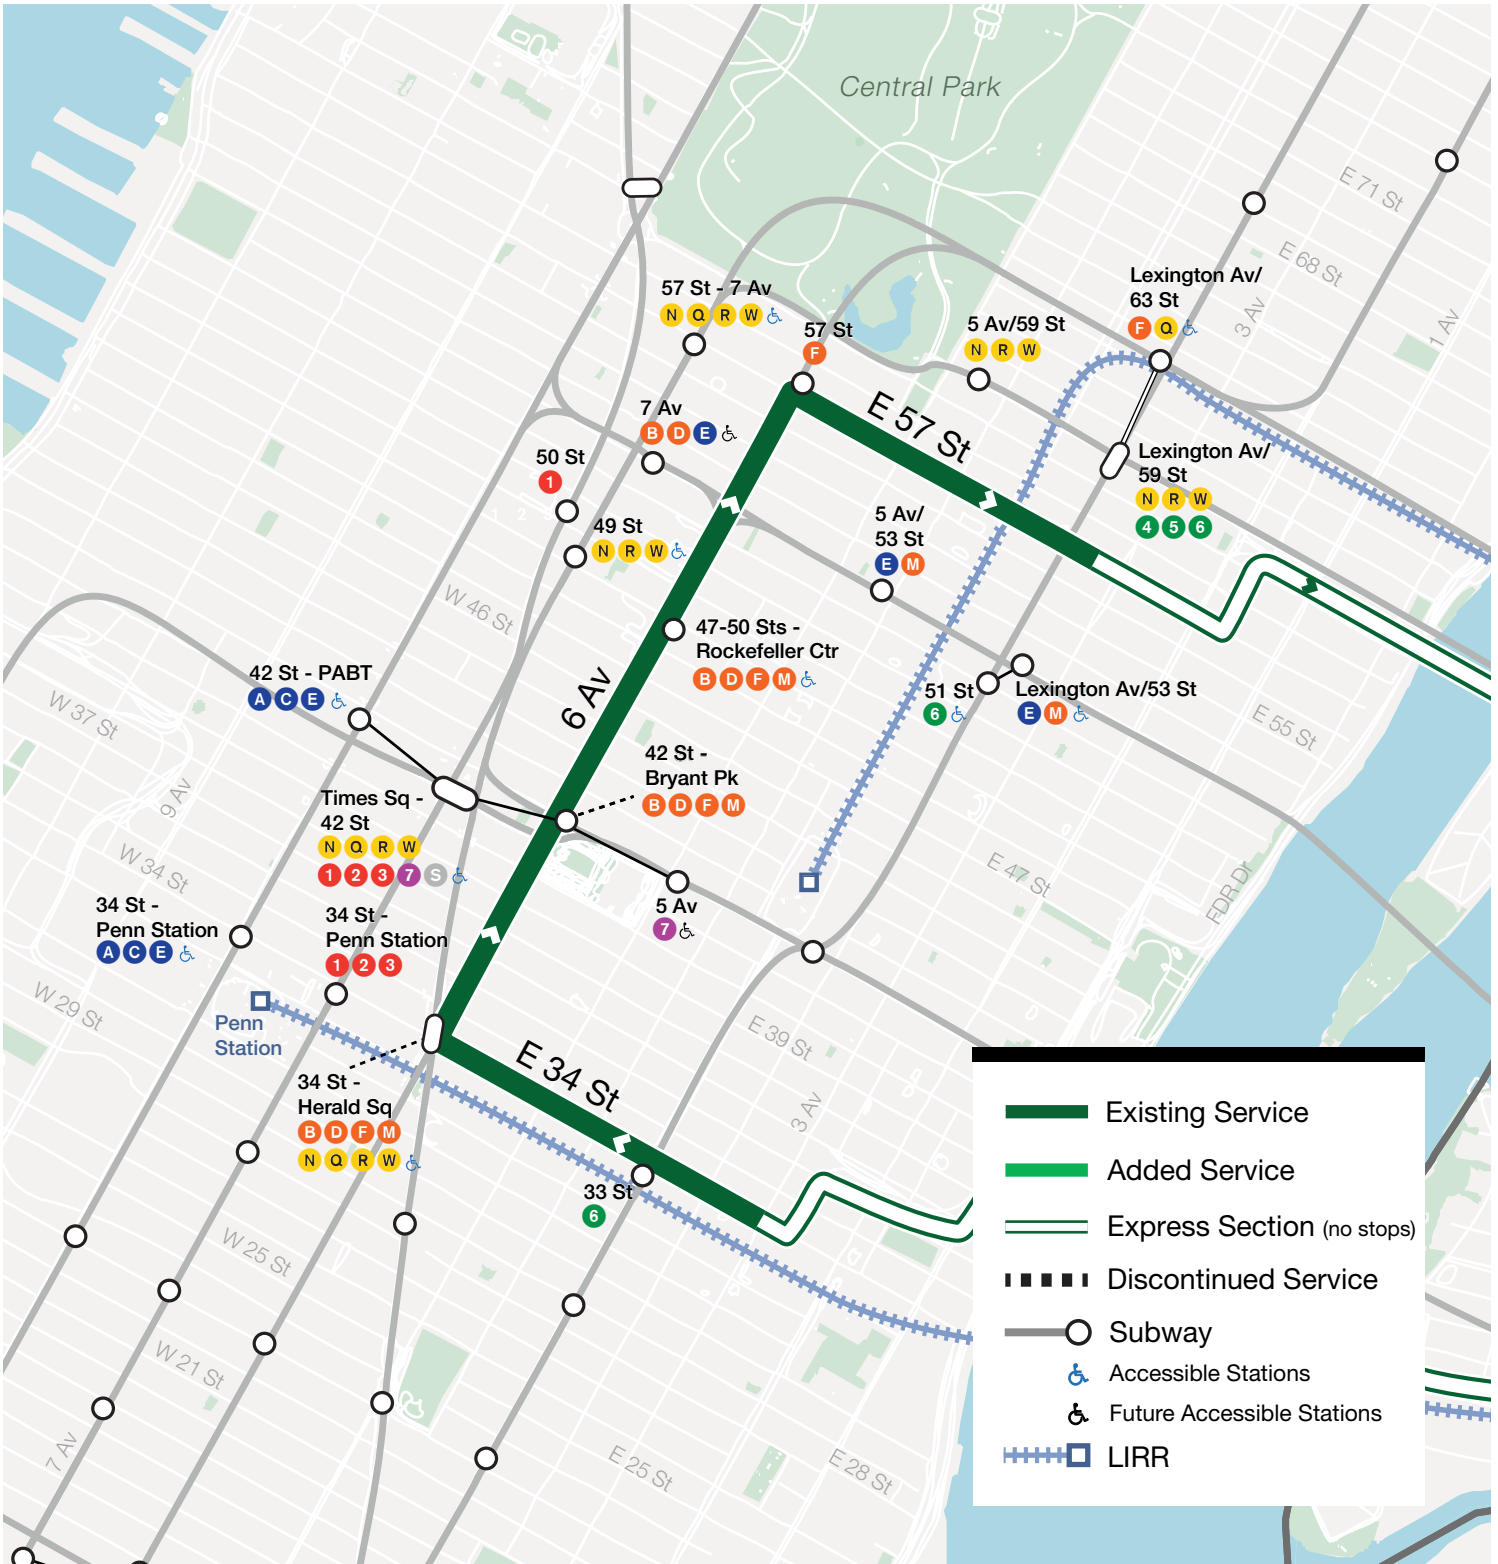 Central Park
E 71 St
E 68 St
3 Av
1 Av
Lexington Av/
63 St
F Q
57 St - 7 Av
N Q R W
57 St
F
5 Av/59 St
N R W
E 57 St
7 Av
B D E
50 St
1
49 St
N R W
Lexington Av/
59 St
N R W
4 5 6
5 Av/
53 St
E M
W 46 St
47-50 Sts -
Rockefeller Ctr
B D F M
6 Av
42 St - PABT
A C E
W 37 St
51 St
6
Lexington Av/53 St
E M
E 55 St
42 St -
Bryant Pk
B D F M
9 Av
Times Sq -
42 St
N Q R W
1 2 3 7 S
W 34 St
E 47 St
FDR Dr
34 St -
Penn Station
A C E
34 St -
Penn Station
1 2 3
5 Av
7
W 29 St
Penn
Station
E 39 St
E 34 St
3 Av
34 St -
Herald Sq
B D F M
N Q R W
33 St
6
W 25 St
W 21 St
7 Av
E 25 St
E 28 St
Existing Service
Added Service
Express Section (no stops)
Discontinued Service
Subway
Accessible Stations
Future Accessible Stations
LIRR